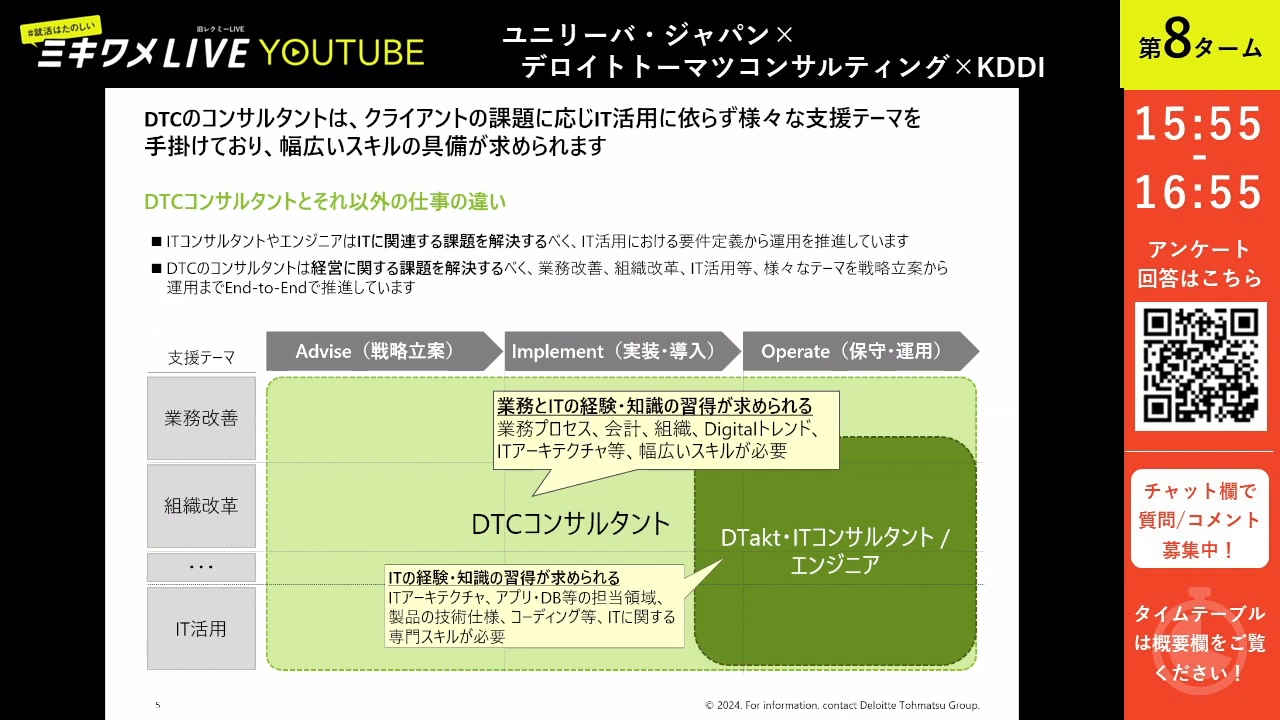 #就活はたのしい
旧レクミーLIVE
ミキワメLIVE YOUTUBE
ユニリーバ・ジャパン×
デロイトトーマツコンサルティング×KDDI
第8ターム
DTCのコンサルタントは、クライアントの課題に応じIT活用に依らず様々な支援テーマを
手掛けており、幅広いスキルの具備が求められます
DTCコンサルタントとそれ以外の仕事の違い
■ ITコンサルタントやエンジニアはITに関連する課題を解決するべく、IT活用における要件定義から運用を推進しています
■ DTCのコンサルタントは経営に関する課題を解決するべく、業務改善、組織改革、IT活用等、様々なテーマを戦略立案から
運用までEnd-to-Endで推進しています
支援テーマ
Advise（戦略立案）
Implement（実装・導入）
Operate（保守・運用）
業務改善
組織改革
・・・
IT活用
業務とITの経験・知識の習得が求められる
業務プロセス、会計、組織、Digitalトレンド、
ITアーキテクチャ等、幅広いスキルが必要
DTCコンサルタント
DTakt・ITコンサルタント /
エンジニア
ITの経験・知識の習得が求められる
ITアーキテクチャ、アプリ・DB等の担当領域、
製品の技術仕様、コーディング等、ITに関する
専門スキルが必要
5
© 2024. For information, contact Deloitte Tohmatsu Group.
15:55
-
16:55
アンケート
回答はこちら
チャット欄で
質問/コメント
募集中！
タイムテーブル
は概要欄をご覧
ください！